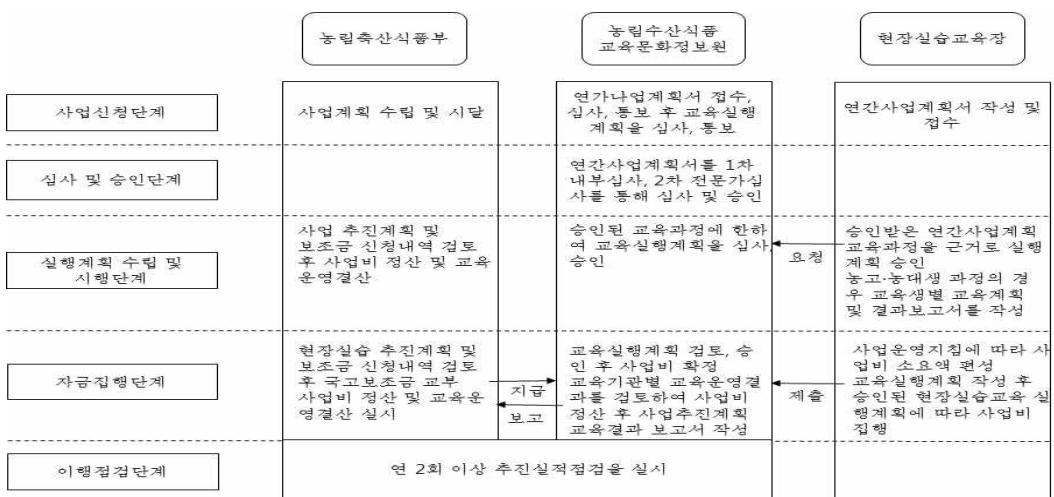 농림축산식품부
농림수산식품
교육문화정보원
현장실습교육장
사업신청단계
사업계획 수립 및 시달
연가나업계획서 접수,
심사, 통보 후 교육실행
계획을 심사, 통보
연간사업계획서 작성 및
접수
심사 및 승인단계
연간사업계획서를 1차
내부심사, 2차 전문가심
사를 통해 심사 및 승인
실행계획 수립 및
시행단계
사업 추진계획 및
보조금 신청내역 검토
후 사업비 정산 및 교육
운영결산
승인된 교육과정에 한하
여 교육실행계획을 심사,
승인
요청
승인받은 연간사업계획
교육과정을 근거로 실행
계획 승인
농고·농대생 과정의 경
우 교육생별 교육계획
및 결과보고서를 작성
자금집행단계
현장실습 추진계획 및
보조금 신청내역 검토
후 국고보조금 교부
사업비 정산 및 교육운
영결산 실시
지급
보고
교육실행계획 검토, 승
인 후 사업비 확정
교육기관별 교육운영결
과를 검토하여 사업비
정산 후 사업추진계획
교육결과 보고서 작성
제출
사업운영지침에 따라 사
업비 소요액 편성
교육실행계획 작성 후
승인된 현장실습교육 실
행계획에 따라 사업비
집행
이행점검단계
연 2회 이상 추진실적점검을 실시